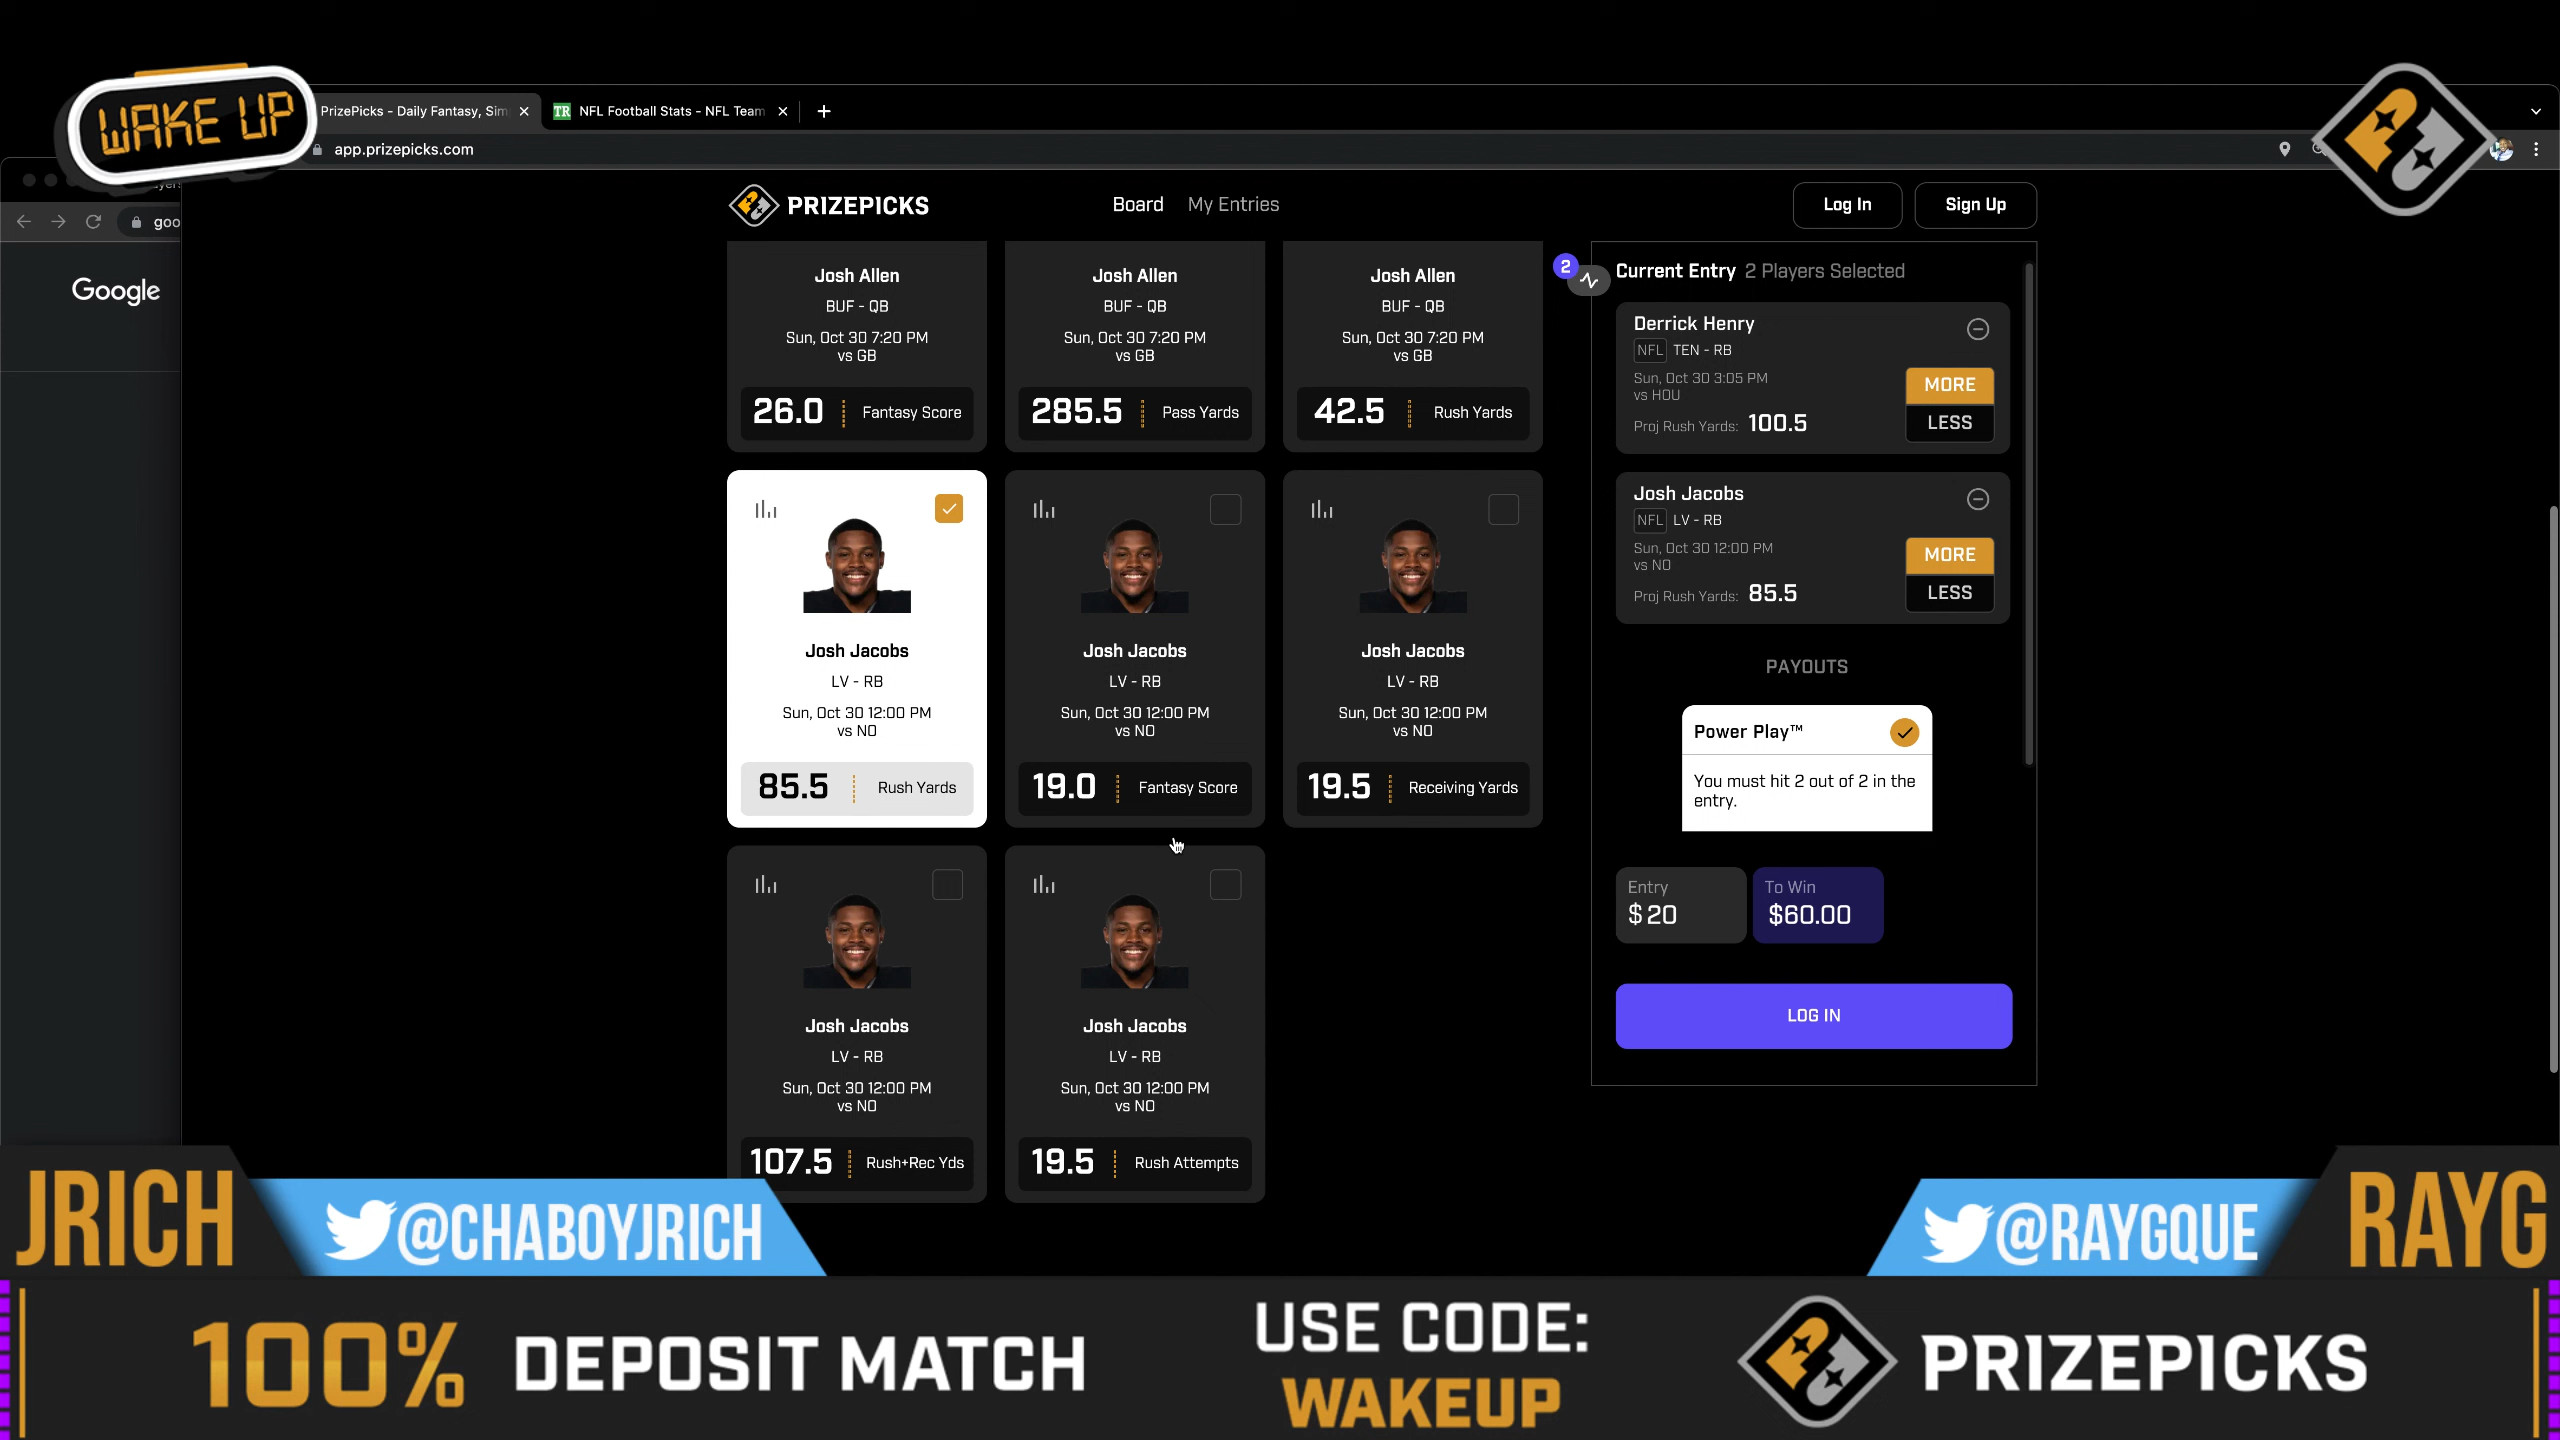 WAKE UP
PrizePicks - Daily Fantasy, Sim
TR NFL Football Stats - NFL Team
app.prizepicks.com
goo
Google
PRIZEPICKS
Board
My Entries
Log In
Sign Up
Josh Allen
BUF - QB
Sun, Oct 30 7:20 PM
vs GB
26.0 Fantasy Score
Josh Allen
BUF - QB
Sun, Oct 30 7:20 PM
vs GB
285.5 Pass Yards
Josh Allen
BUF - QB
Sun, Oct 30 7:20 PM
vs GB
42.5 Rush Yards
Josh Jacobs
LV - RB
Sun, Oct 30 12:00 PM
vs NO
85.5 Rush Yards
Josh Jacobs
LV - RB
Sun, Oct 30 12:00 PM
vs NO
19.0 Fantasy Score
Josh Jacobs
LV - RB
Sun, Oct 30 12:00 PM
vs NO
19.5 Receiving Yards
Josh Jacobs
LV - RB
Sun, Oct 30 12:00 PM
vs NO
107.5 Rush+Rec Yds
Josh Jacobs
LV - RB
Sun, Oct 30 12:00 PM
vs NO
19.5 Rush Attempts
2
Current Entry 2 Players Selected
Derrick Henry
NFL TEN - RB
Sun, Oct 30 3:05 PM
vs HOU
Proj Rush Yards: 100.5
MORE
LESS
Josh Jacobs
NFL LV - RB
Sun, Oct 30 12:00 PM
vs NO
Proj Rush Yards: 85.5
MORE
LESS
PAYOUTS
Power Play™
You must hit 2 out of 2 in the
entry.
Entry
$20
To Win
$60.00
LOG IN
JRICH
@CHABOYJRICH
@RAYGQUE
RAYG
100% DEPOSIT MATCH
USE CODE:
WAKEUP
PRIZEPICKS